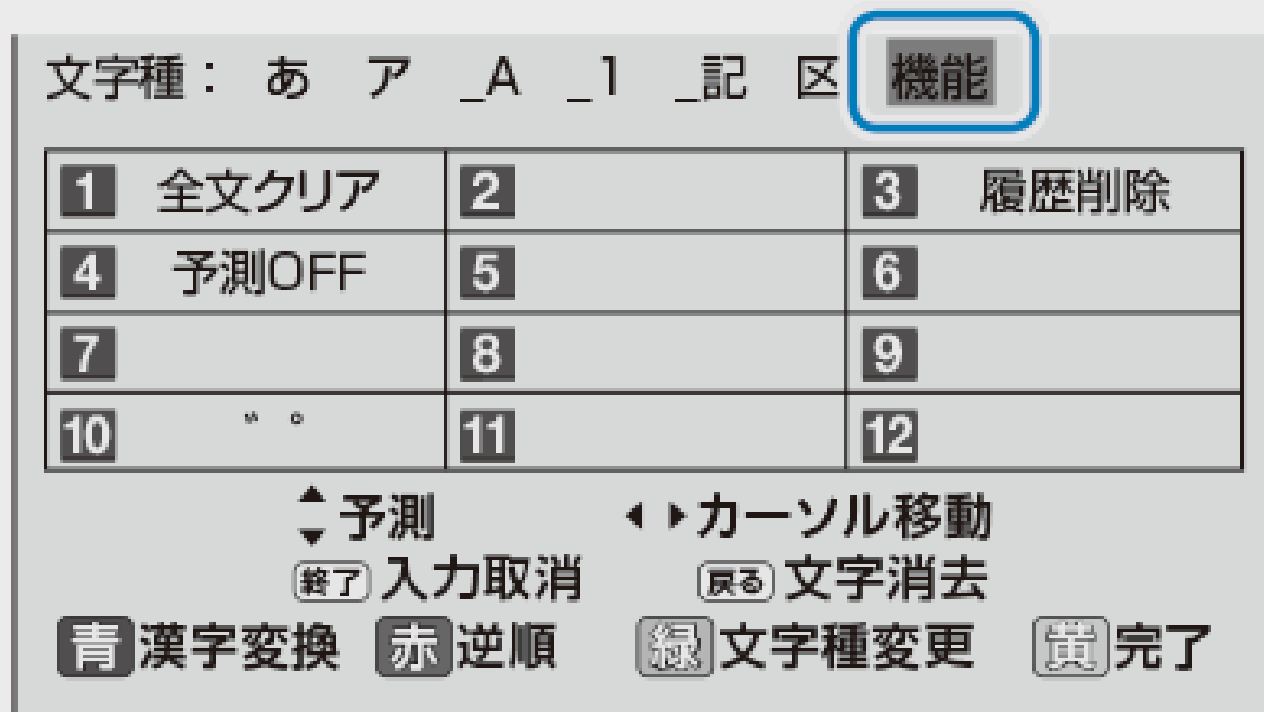 文字種： あ ア _A _1 _記 区 機能
1 全文クリア 2 3 履歴削除
4 予測OFF 5 6
7 8 9
10 ゛゜ 11 12
予測 カーソル移動
終了 入力取消 戻る 文字消去
青 漢字変換 赤 逆順 緑 文字種変更 黄 完了